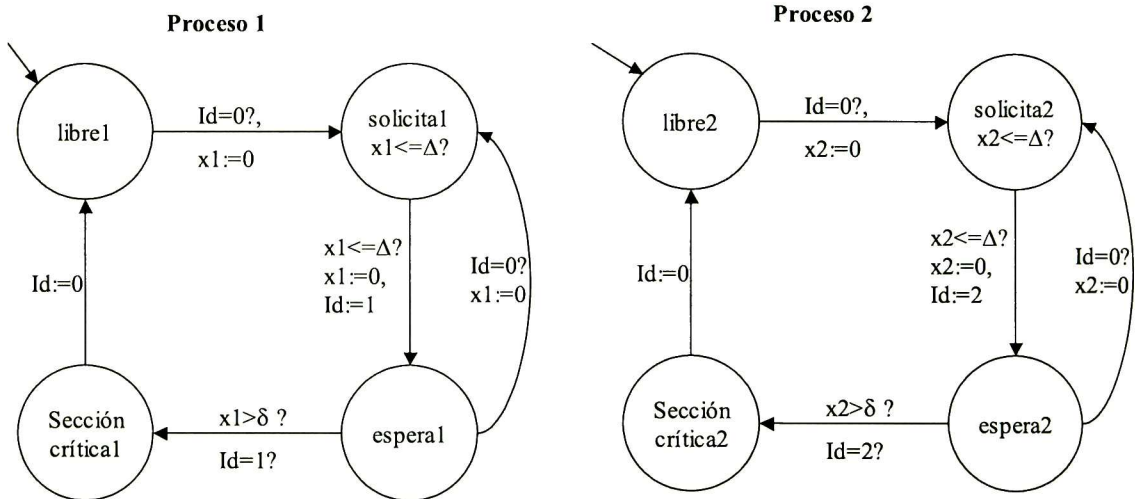 Proceso 1
libre1
Id=0?,
x1:=0
solicita1
x1<=Δ?
x1<=Δ?
x1:=0,
Id:=1
Id=0?
x1:=0
Id:=0
Sección
crítica1
x1>δ ?
Id=1?
espera1
Proceso 2
libre2
Id=0?,
x2:=0
solicita2
x2<=Δ?
x2<=Δ?
x2:=0,
Id:=2
Id=0?
x2:=0
Id:=0
Sección
crítica2
x2>δ ?
Id=2?
espera2